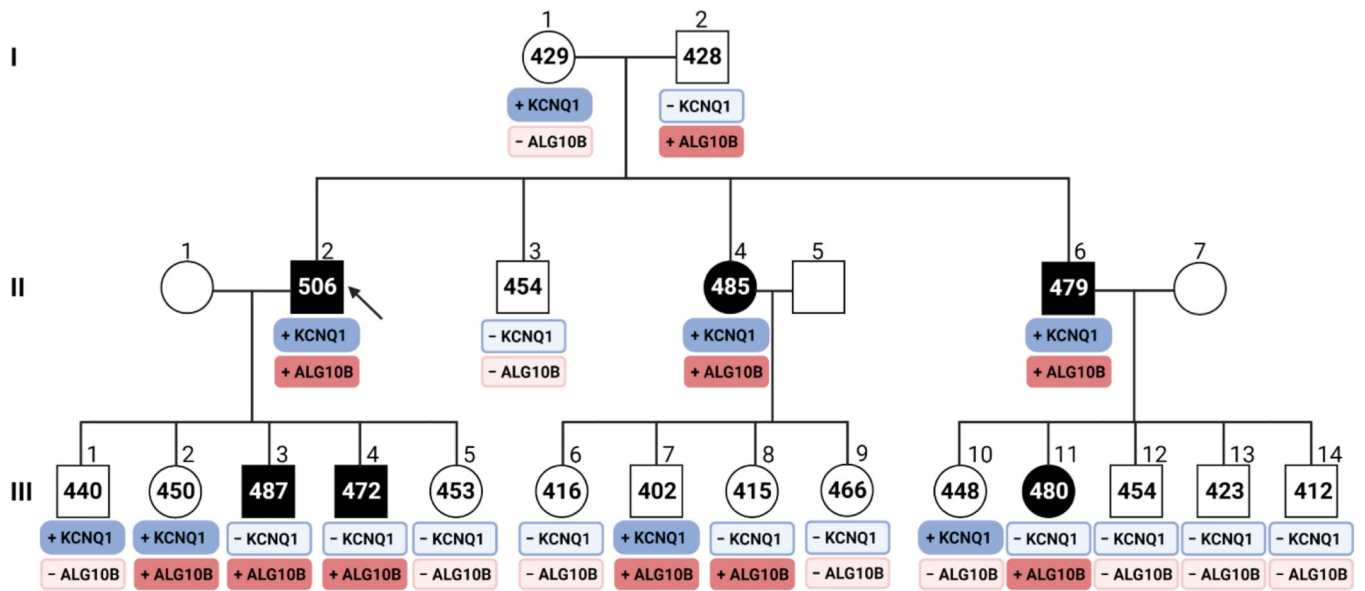 1 2
I 429 428
+ KCNQ1 − KCNQ1
− ALG10B + ALG10B
1 2 3 4 5 6 7
II 506 454 485 479
+ KCNQ1 − KCNQ1 + KCNQ1 + KCNQ1
+ ALG10B − ALG10B + ALG10B + ALG10B
1 2 3 4 5 6 7 8 9 10 11 12 13 14
III 440 450 487 472 453 416 402 415 466 448 480 454 423 412
+ KCNQ1 + KCNQ1 − KCNQ1 − KCNQ1 − KCNQ1 − KCNQ1 + KCNQ1 − KCNQ1 − KCNQ1 + KCNQ1 − KCNQ1 − KCNQ1 − KCNQ1 − KCNQ1
− ALG10B + ALG10B + ALG10B + ALG10B − ALG10B − ALG10B + ALG10B + ALG10B − ALG10B − ALG10B + ALG10B − ALG10B − ALG10B − ALG10B